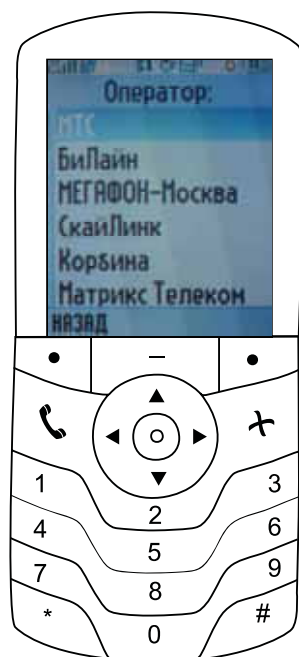 Оператор:
МТС
БиЛайн
МЕГАФОН-Москва
СкайЛинк
Корбина
Матрикс Телеком
НАЗАД
1
2
3
4
5
6
7
8
9
*
0
#